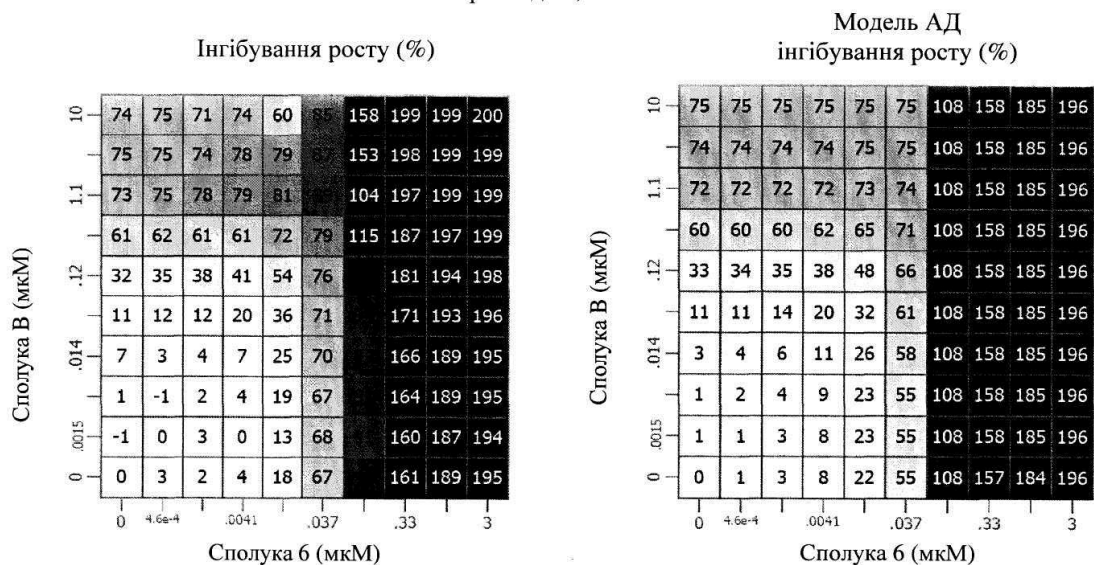 Інгібування росту (%)
Модель АД
інгібування росту (%)
Сполука В (мкМ)
10 74 75 71 74 60 85 158 199 199 200
75 75 74 78 79 87 153 198 199 199
1.1 73 75 78 79 81 104 197 199 199
61 62 61 61 72 79 115 187 197 199
.12 32 35 38 41 54 76 181 194 198
11 12 12 20 36 71 171 193 196
.014 7 3 4 7 25 70 166 189 195
1 -1 2 4 19 67 164 189 195
.0015 -1 0 3 0 13 68 160 187 194
0 0 3 2 4 18 67 161 189 195
0 4.6e-4 .0041 .037 .33 3
Сполука 6 (мкМ)
Сполука В (мкМ)
10 75 75 75 75 75 75 108 158 185 196
74 74 74 74 75 75 108 158 185 196
1.1 72 72 72 72 73 74 108 158 185 196
60 60 60 62 65 71 108 158 185 196
.12 33 34 35 38 48 66 108 158 185 196
11 11 14 20 32 61 108 158 185 196
.014 3 4 6 11 26 58 108 158 185 196
1 2 4 9 23 55 108 158 185 196
.0015 1 1 3 8 23 55 108 158 185 196
0 0 1 3 8 22 55 108 157 184 196
0 4.6e-4 .0041 .037 .33 3
Сполука 6 (мкМ)